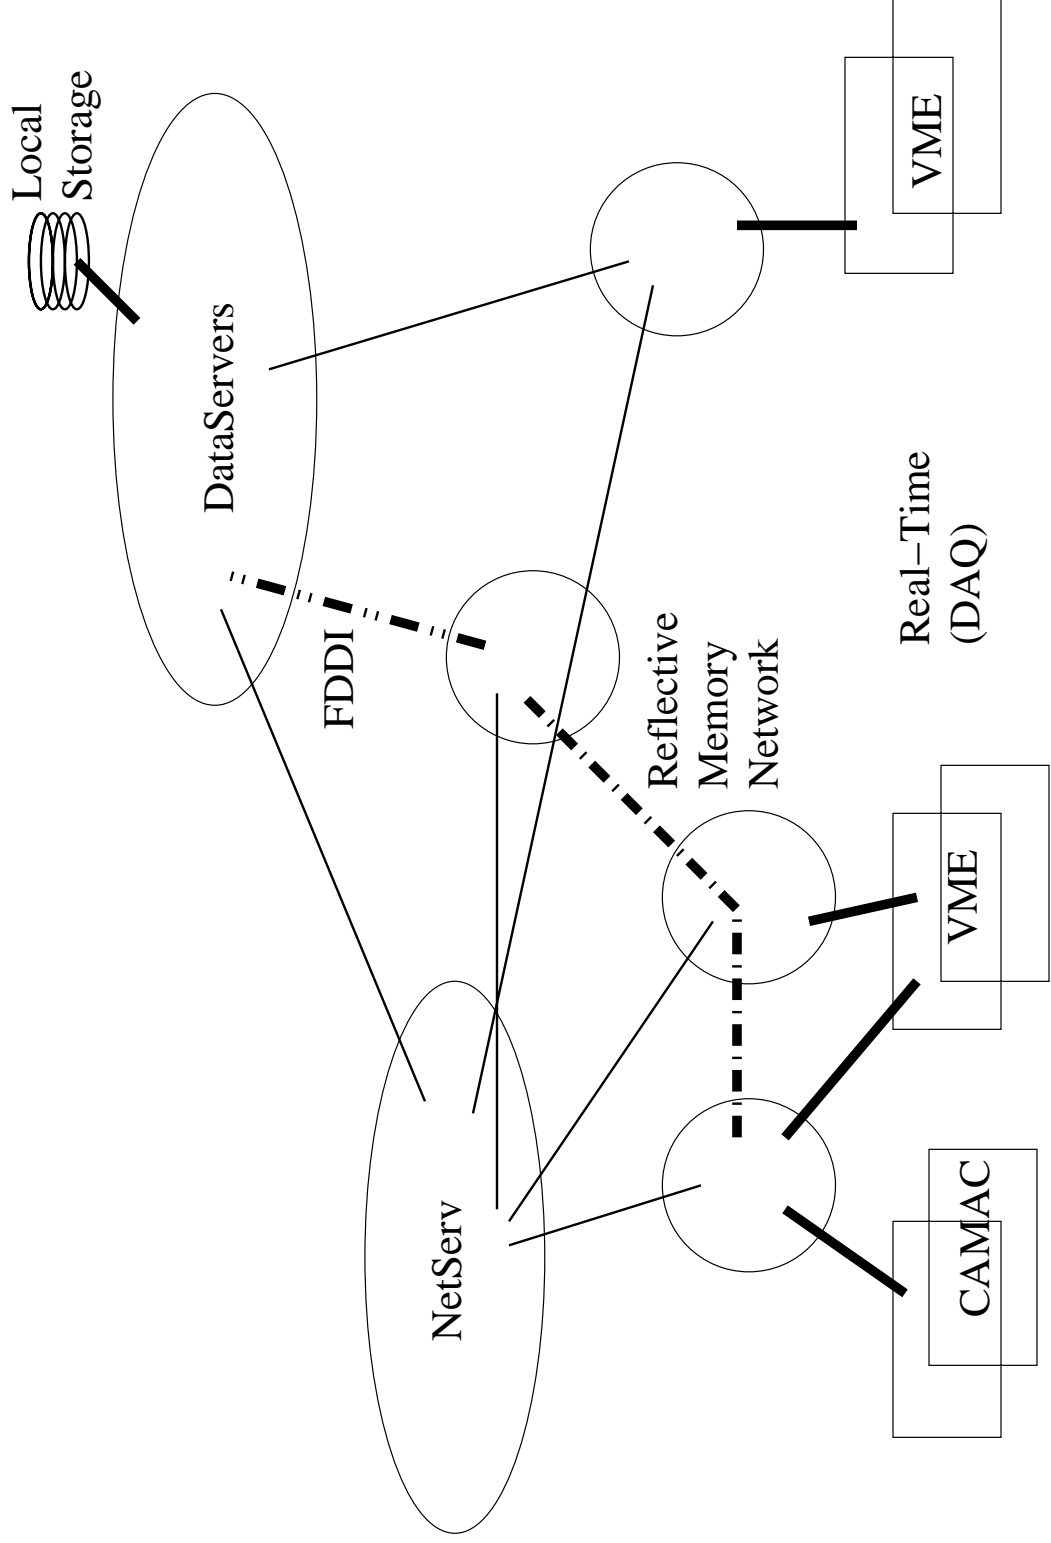 Local
Storage
DataServers
FDDI
NetServ
Reflective
Memory
Network
Real−Time
(DAQ)
CAMAC
VME
VME